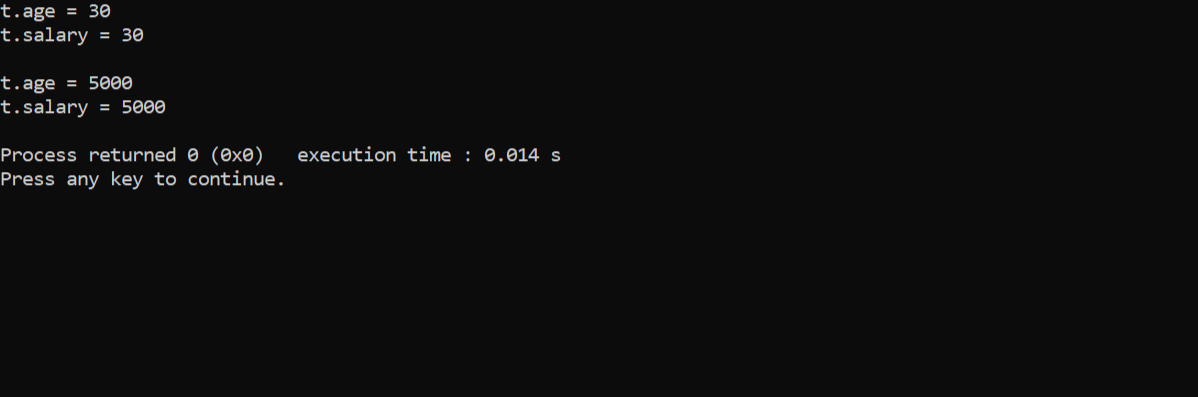 t.age = 30
t.salary = 30
t.age = 5000
t.salary = 5000
Process returned 0 (0x0)   execution time : 0.014 s
Press any key to continue.